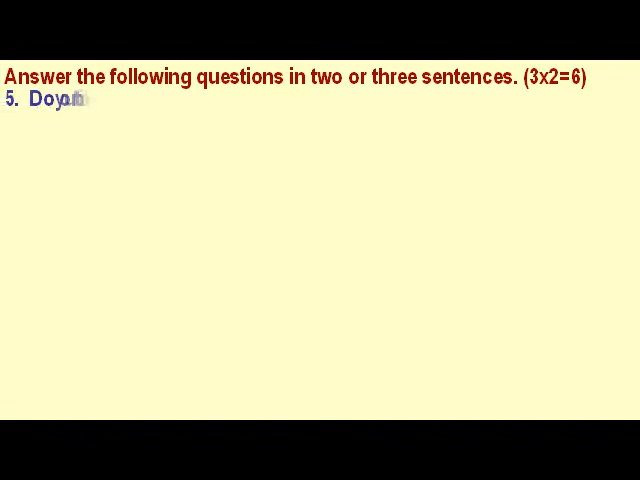 Answer the following questions in two or three sentences. (3x2=6)
5. Do